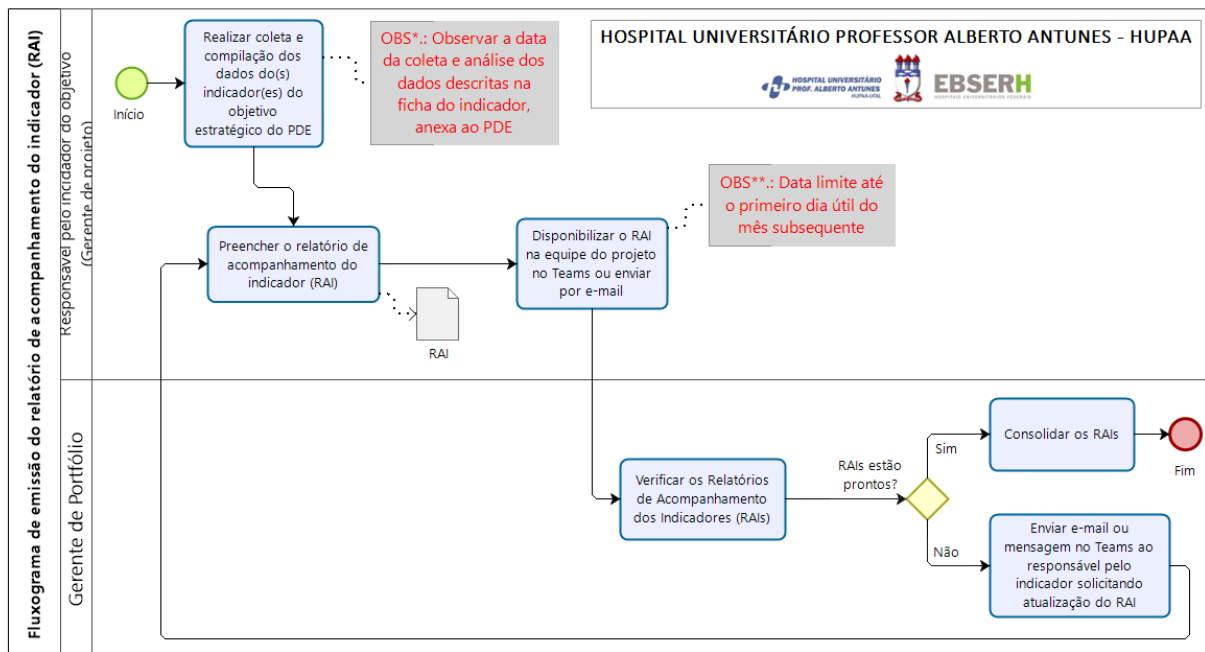 Fluxograma de emissão do relatório de acompanhamento do indicador (RAI)
Responsável pelo incidador do objetivo
(Gerente de projeto)
Início
Realizar coleta e
compilação dos
dados do(s)
indicador(es) do
objetivo
estratégico do PDE
OBS*.: Observar a data
da coleta e análise dos
dados descritas na
ficha do indicador,
anexa ao PDE
HOSPITAL UNIVERSITÁRIO PROFESSOR ALBERTO ANTUNES - HUPAA
HOSPITAL UNIVERSITÁRIO
PROF. ALBERTO ANTUNES
HUPAA-UFAL
EBSERH
HOSPITAIS UNIVERSITÁRIOS FEDERAIS
Preencher o relatório de
acompanhamento do
indicador (RAI)
RAI
Disponibilizar o RAI
na equipe do projeto
no Teams ou enviar
por e-mail
OBS**.: Data limite até
o primeiro dia útil do
mês subsequente
Gerente de Portfólio
Verificar os Relatórios
de Acompanhamento
dos Indicadores (RAIs)
RAIs estão
prontos?
Sim
Consolidar os RAIs
Fim
Não
Enviar e-mail ou
mensagem no Teams ao
responsável pelo
indicador solicitando
atualização do RAI